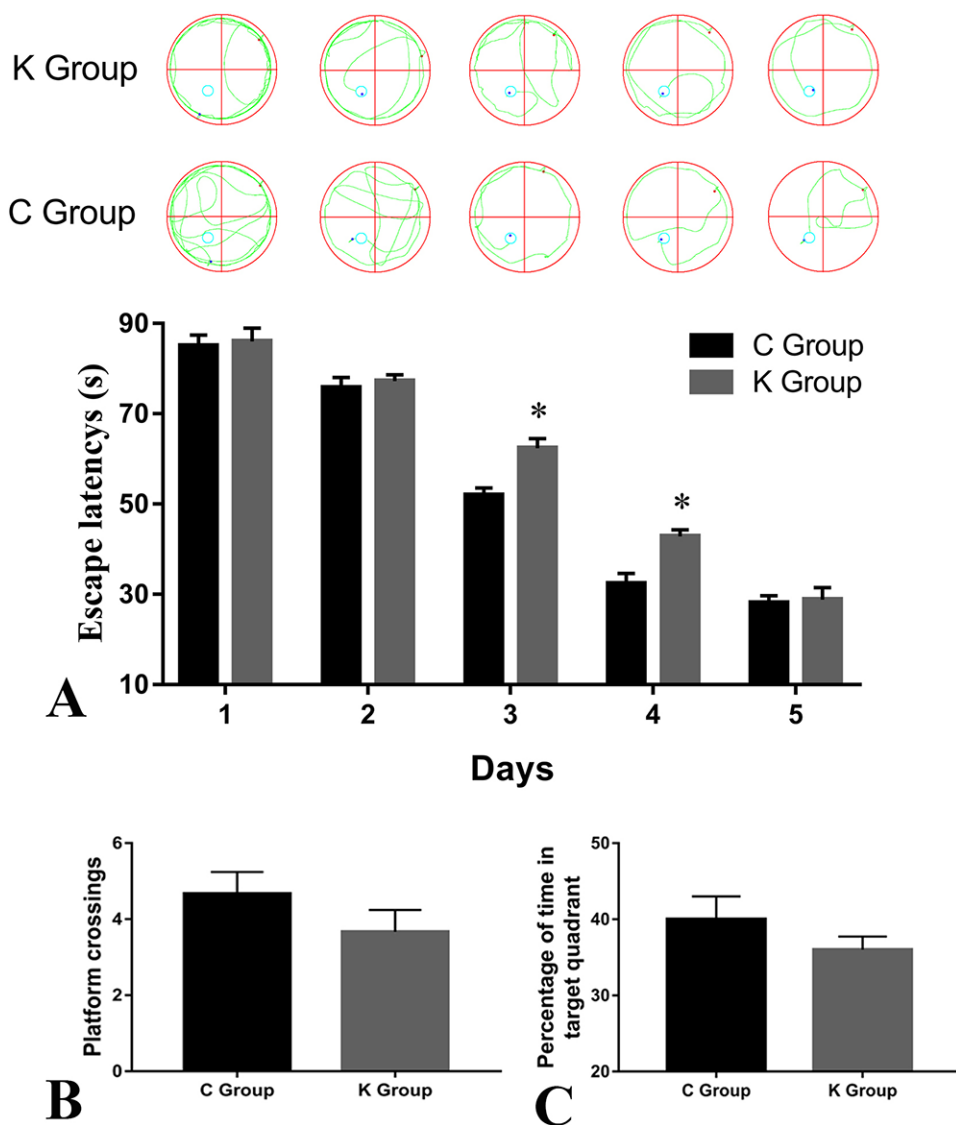 K Group
C Group
Escape latencys (s)
90
70
50
30
10
C Group
K Group
*
*
1 2 3 4 5
Days
A
Platform crossings
6
4
2
0
C Group K Group
B
Percentage of time in
target quadrant
50
40
30
20
C Group K Group
C